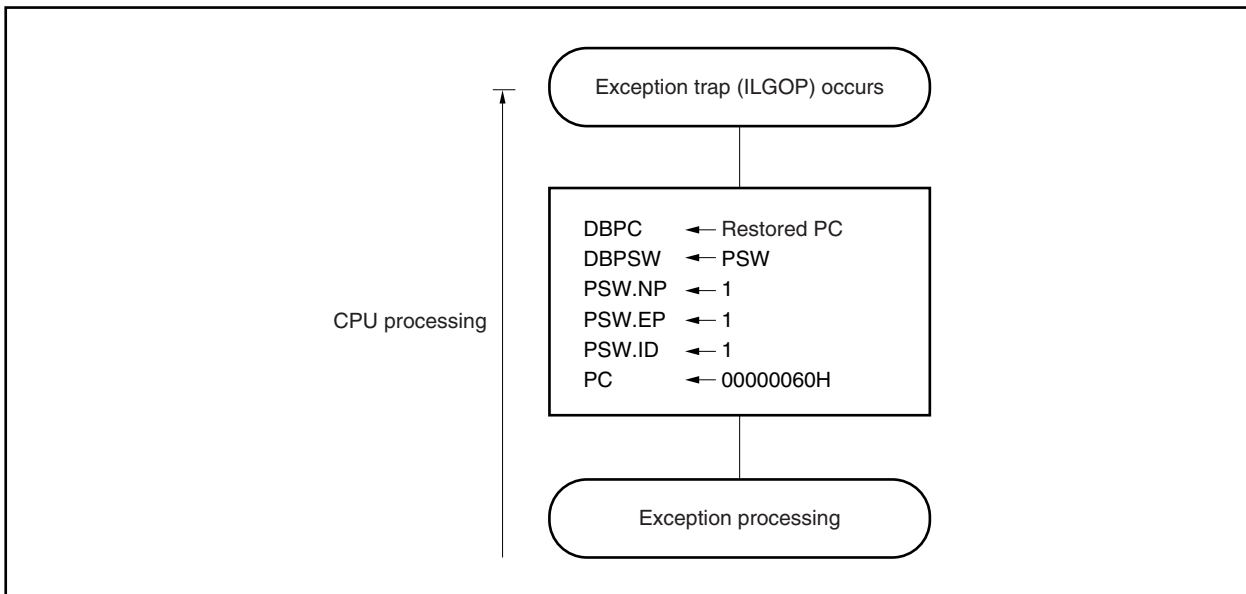 Exception trap (ILGOP) occurs
CPU processing
DBPC ← Restored PC
DBPSW ← PSW
PSW.NP ← 1
PSW.EP ← 1
PSW.ID ← 1
PC ← 00000060H
Exception processing